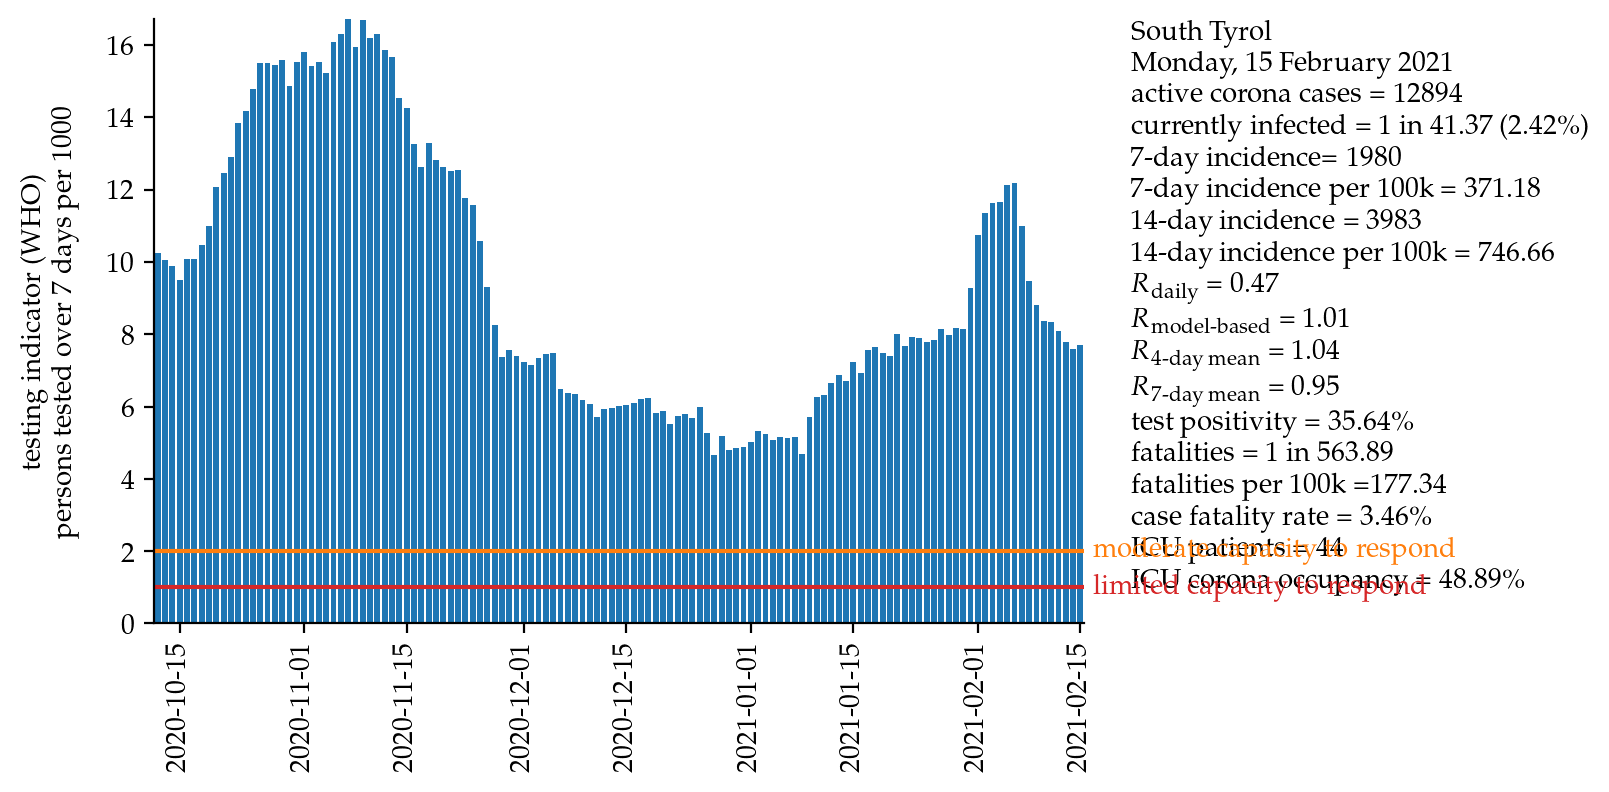 testing indicator (WHO)
persons tested over 7 days per 1000
16
14
12
10
8
6
4
2
0
2020-10-15
2020-11-01
2020-11-15
2020-12-01
2020-12-15
2021-01-01
2021-01-15
2021-02-01
2021-02-15
South Tyrol
Monday, 15 February 2021
active corona cases = 12894
currently infected = 1 in 41.37 (2.42%)
7-day incidence= 1980
7-day incidence per 100k = 371.18
14-day incidence = 3983
14-day incidence per 100k = 746.66
R daily = 0.47
R model-based = 1.01
R 4-day mean = 1.04
R 7-day mean = 0.95
test positivity = 35.64%
fatalities = 1 in 563.89
fatalities per 100k =177.34
case fatality rate = 3.46%
ICU patients = 44
moderate capacity to respond
ICU corona occupancy = 48.89%
limited capacity to respond